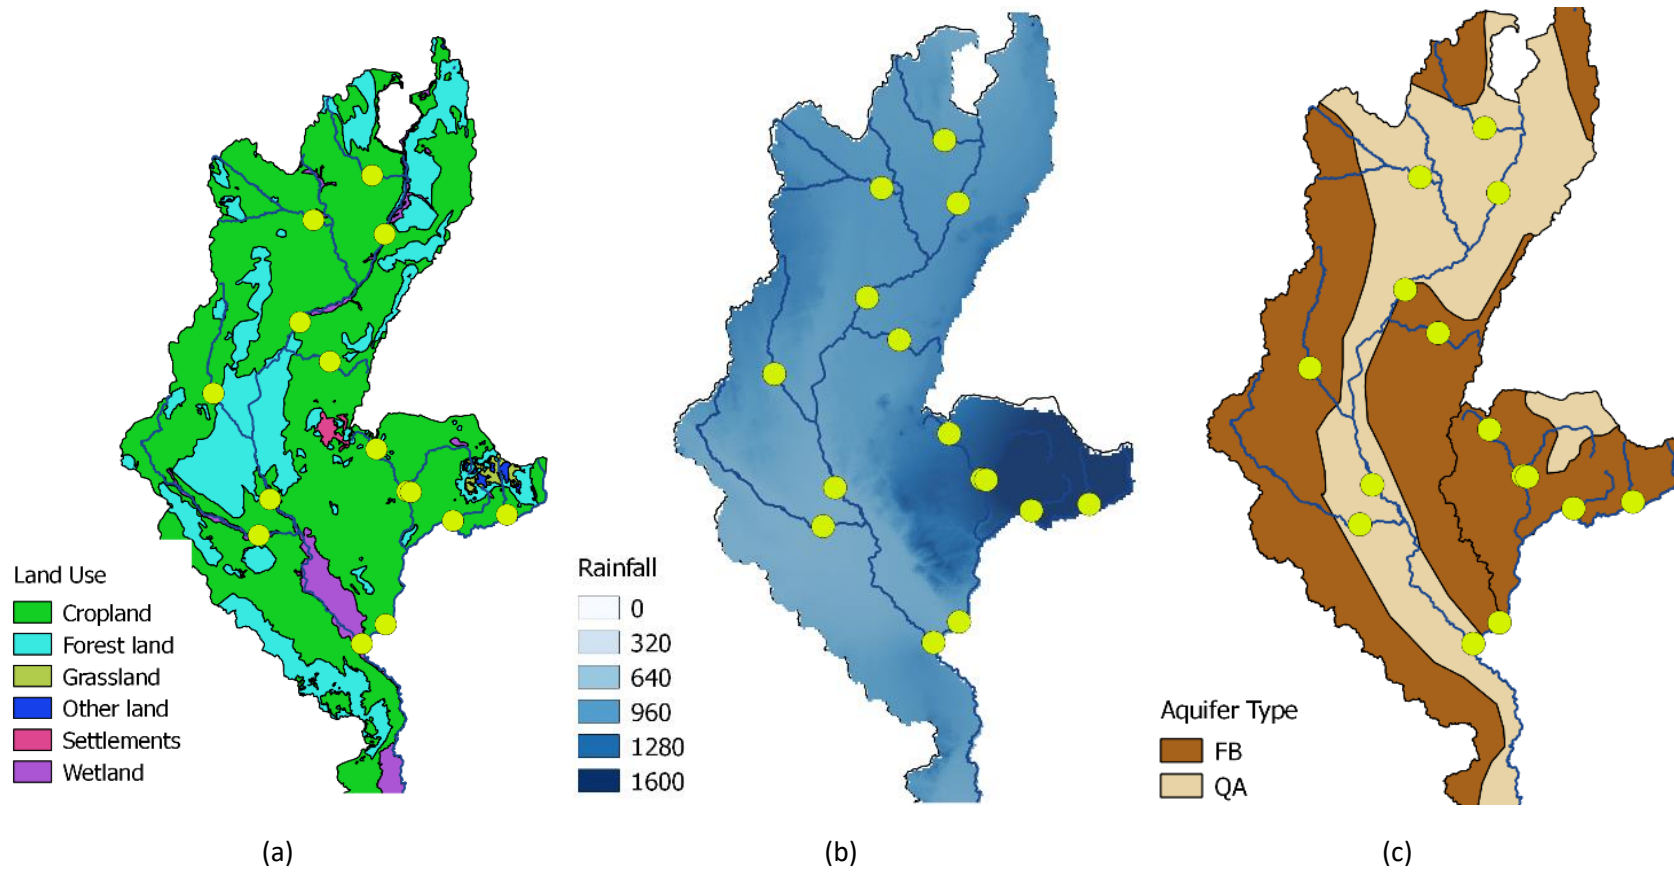 Land Use
Cropland
Forest land
Grassland
Other land
Settlements
Wetland
Rainfall
0
320
640
960
1280
1600
Aquifer Type
FB
QA
(a)
(b)
(c)